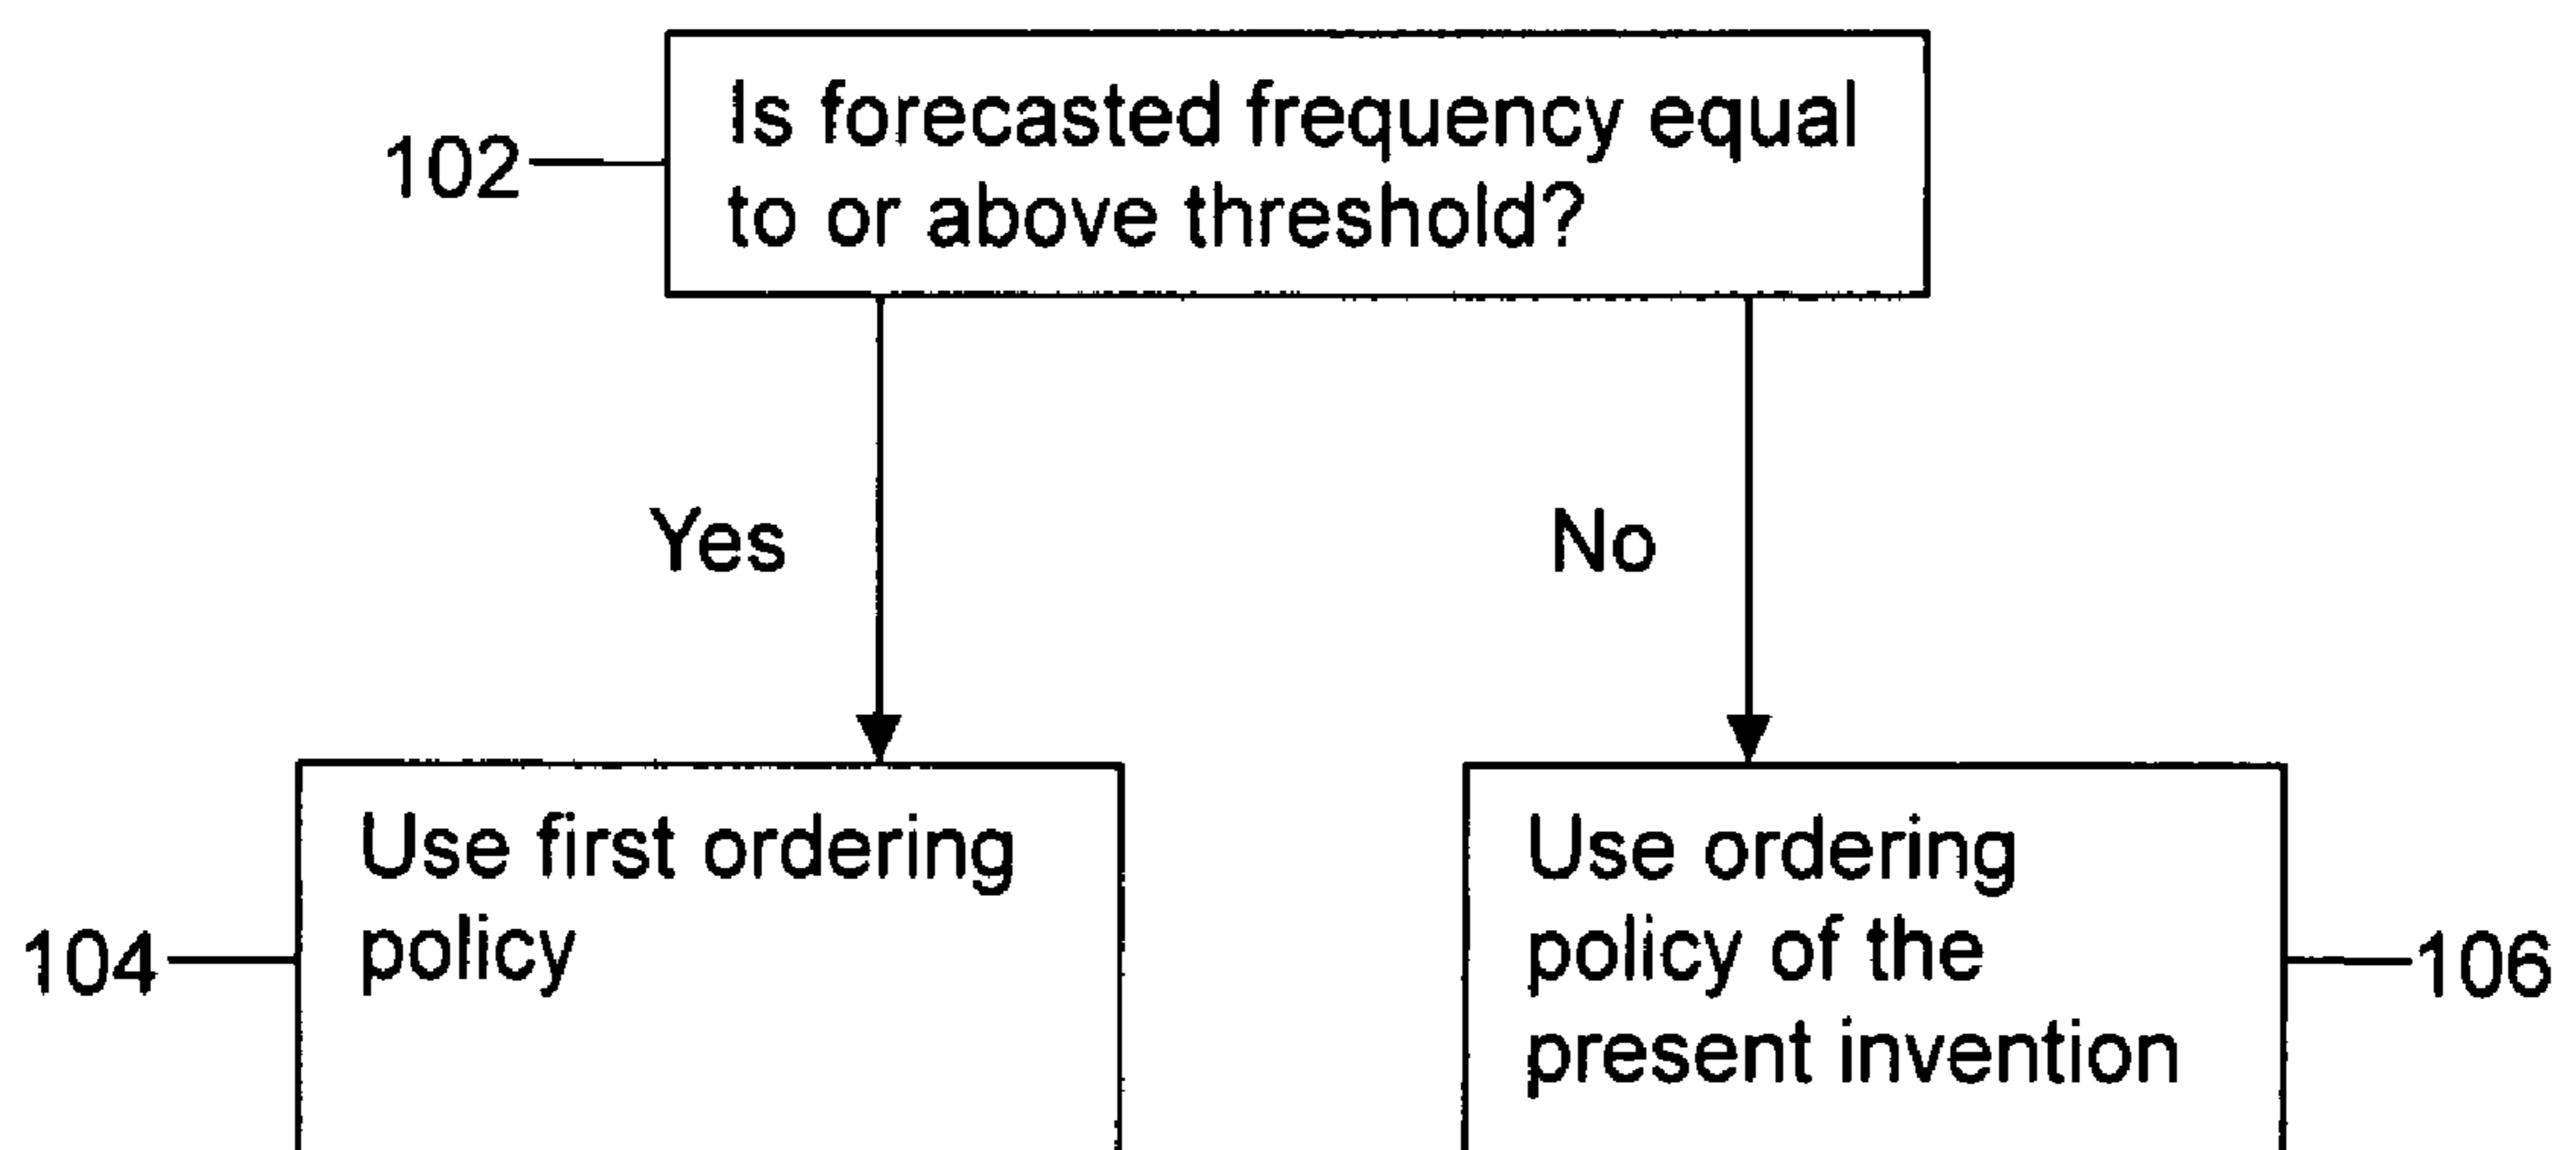 102
Is forecasted frequency equal
to or above threshold?
Yes
No
104
Use first ordering
policy
Use ordering
policy of the
present invention
106